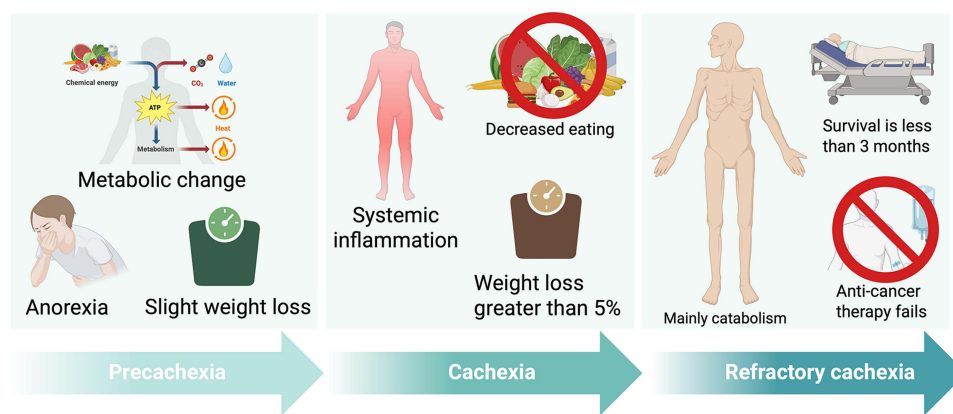 Chemical energy
CO₂
Water
ATP
Heat
Metabolism
Metabolic change
Anorexia
Slight weight loss
Systemic
inflammation
Decreased eating
Weight loss
greater than 5%
Mainly catabolism
Survival is less
than 3 months
Anti-cancer
therapy fails
Precachexia
Cachexia
Refractory cachexia